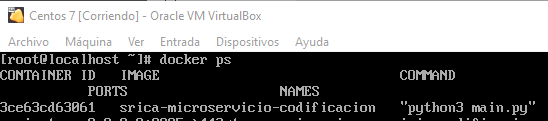 Centos 7 [Corriendo] - Oracle VM VirtualBox
Archivo Máquina Ver Entrada Dispositivos Ayuda
[root@localhost ~]# docker ps
CONTAINER ID IMAGE COMMAND
PORTS NAMES
3ce63cd63061 srica-microservicio-codificacion "python3 main.py"